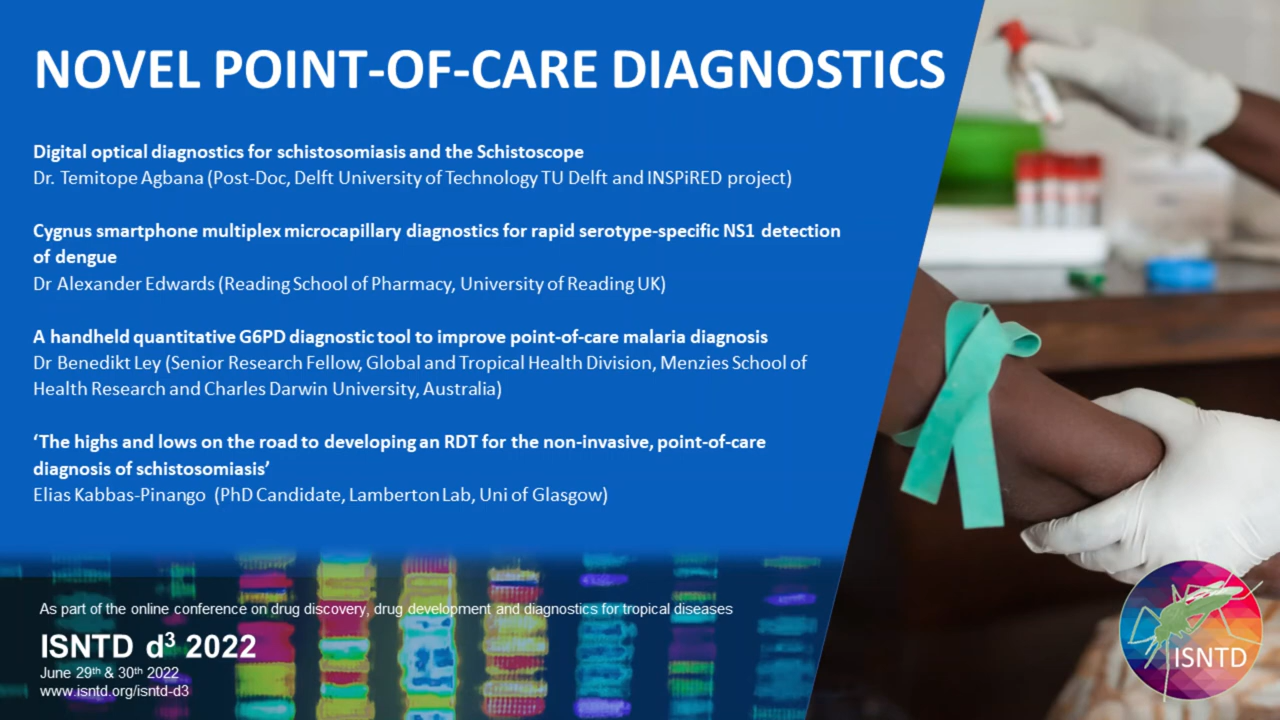 NOVEL POINT-OF-CARE DIAGNOSTICS
Digital optical diagnostics for schistosomiasis and the Schistoscope
Dr. Temitope Agbana (Post-Doc, Delft University of Technology TU Delft and INSPiRED project)
Cygnus smartphone multiplex microcapillary diagnostics for rapid serotype-specific NS1 detection
of dengue
Dr Alexander Edwards (Reading School of Pharmacy, University of Reading UK)
A handheld quantitative G6PD diagnostic tool to improve point-of-care malaria diagnosis
Dr Benedikt Ley (Senior Research Fellow, Global and Tropical Health Division, Menzies School of
Health Research and Charles Darwin University, Australia)
‘The highs and lows on the road to developing an RDT for the non-invasive, point-of-care
diagnosis of schistosomiasis’
Elias Kabbas-Pinango (PhD Candidate, Lamberton Lab, Uni of Glasgow)
As part of the online conference on drug discovery, drug development and diagnostics for tropical diseases
ISNTD d³ 2022
June 29th & 30th 2022
www.isntd.org/isntd-d3
ISNTD